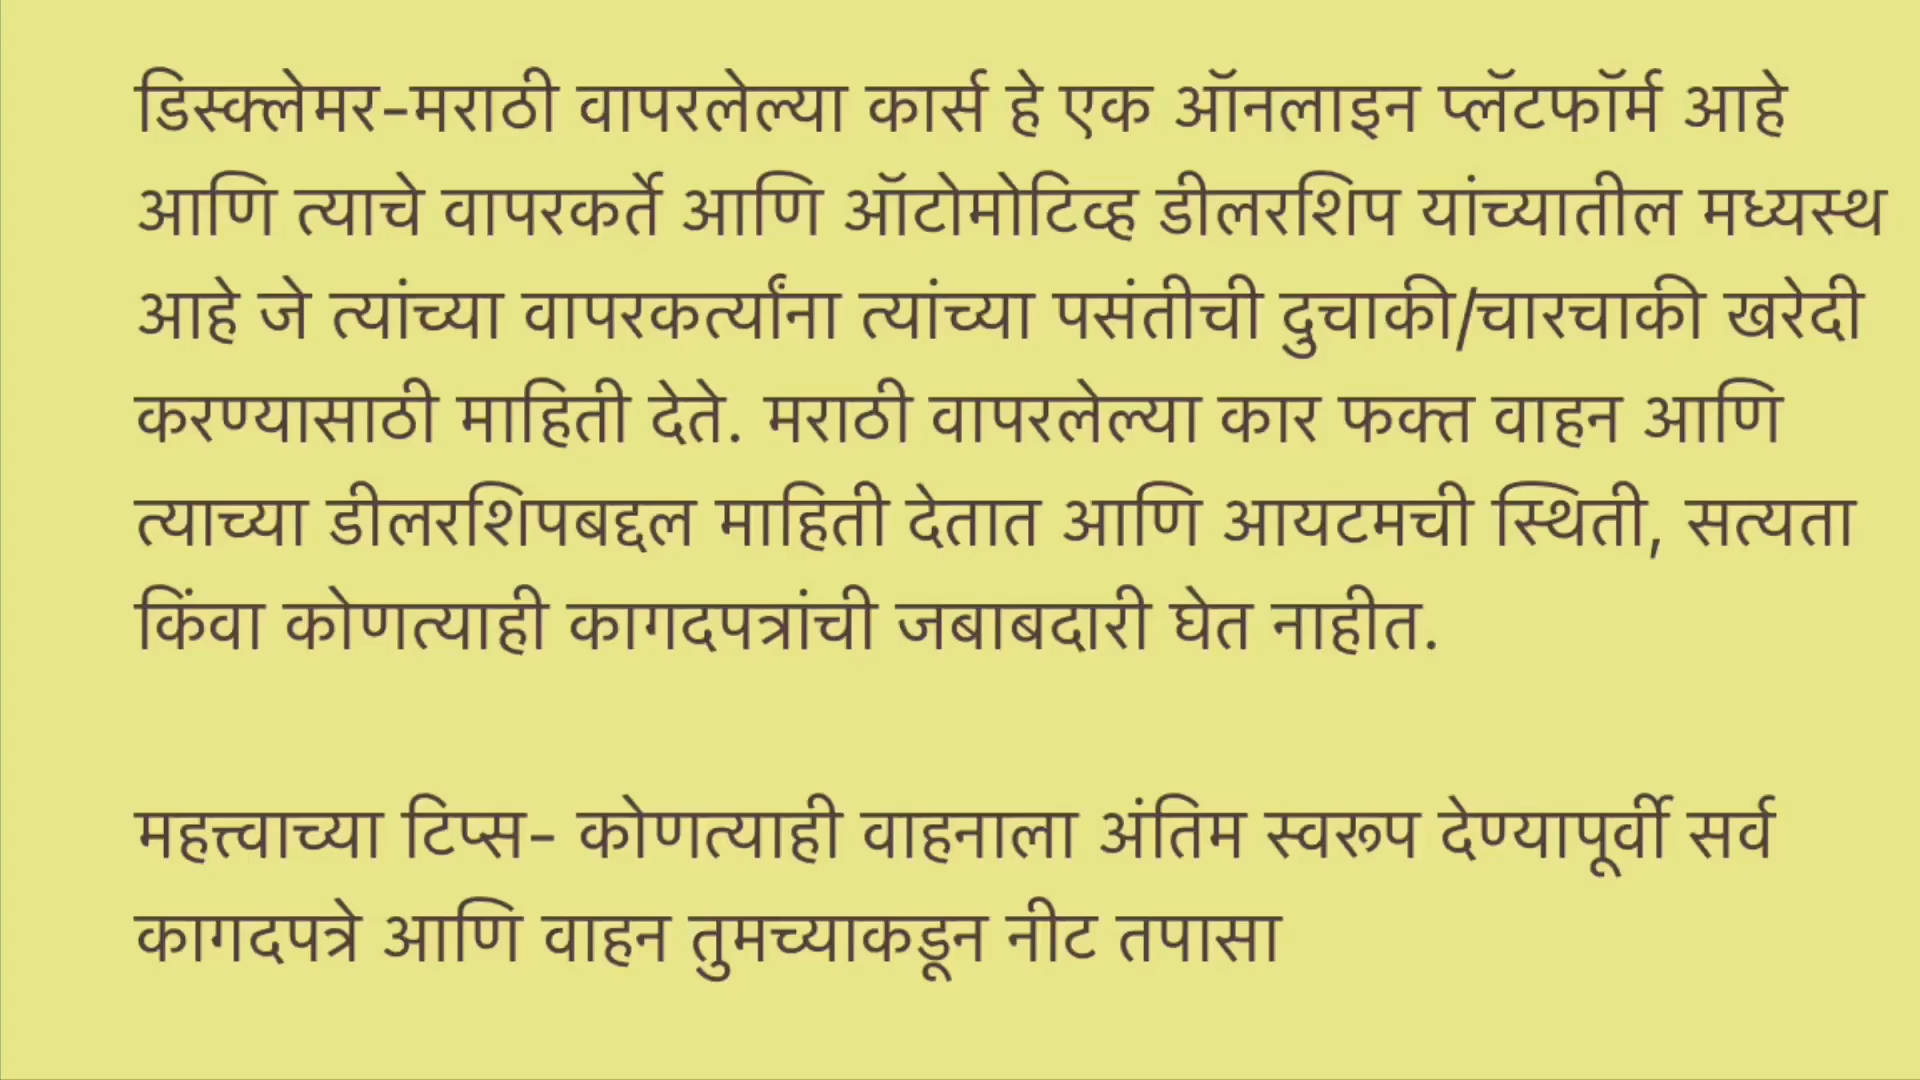 डिस्क्लेमर-मराठी वापरलेल्या कार्स हे एक ऑनलाइन प्लॅटफॉर्म आहे
आणि त्याचे वापरकर्ते आणि ऑटोमोटिव्ह डीलरशिप यांच्यातील मध्यस्थ
आहे जे त्यांच्या वापरकर्त्यांना त्यांच्या पसंतीची दुचाकी/चारचाकी खरेदी
करण्यासाठी माहिती देते. मराठी वापरलेल्या कार फक्त वाहन आणि
त्याच्या डीलरशिपबद्दल माहिती देतात आणि आयटमची स्थिती, सत्यता
किंवा कोणत्याही कागदपत्रांची जबाबदारी घेत नाहीत.
महत्त्वाच्या टिप्स- कोणत्याही वाहनाला अंतिम स्वरूप देण्यापूर्वी सर्व
कागदपत्रे आणि वाहन तुमच्याकडून नीट तपासा